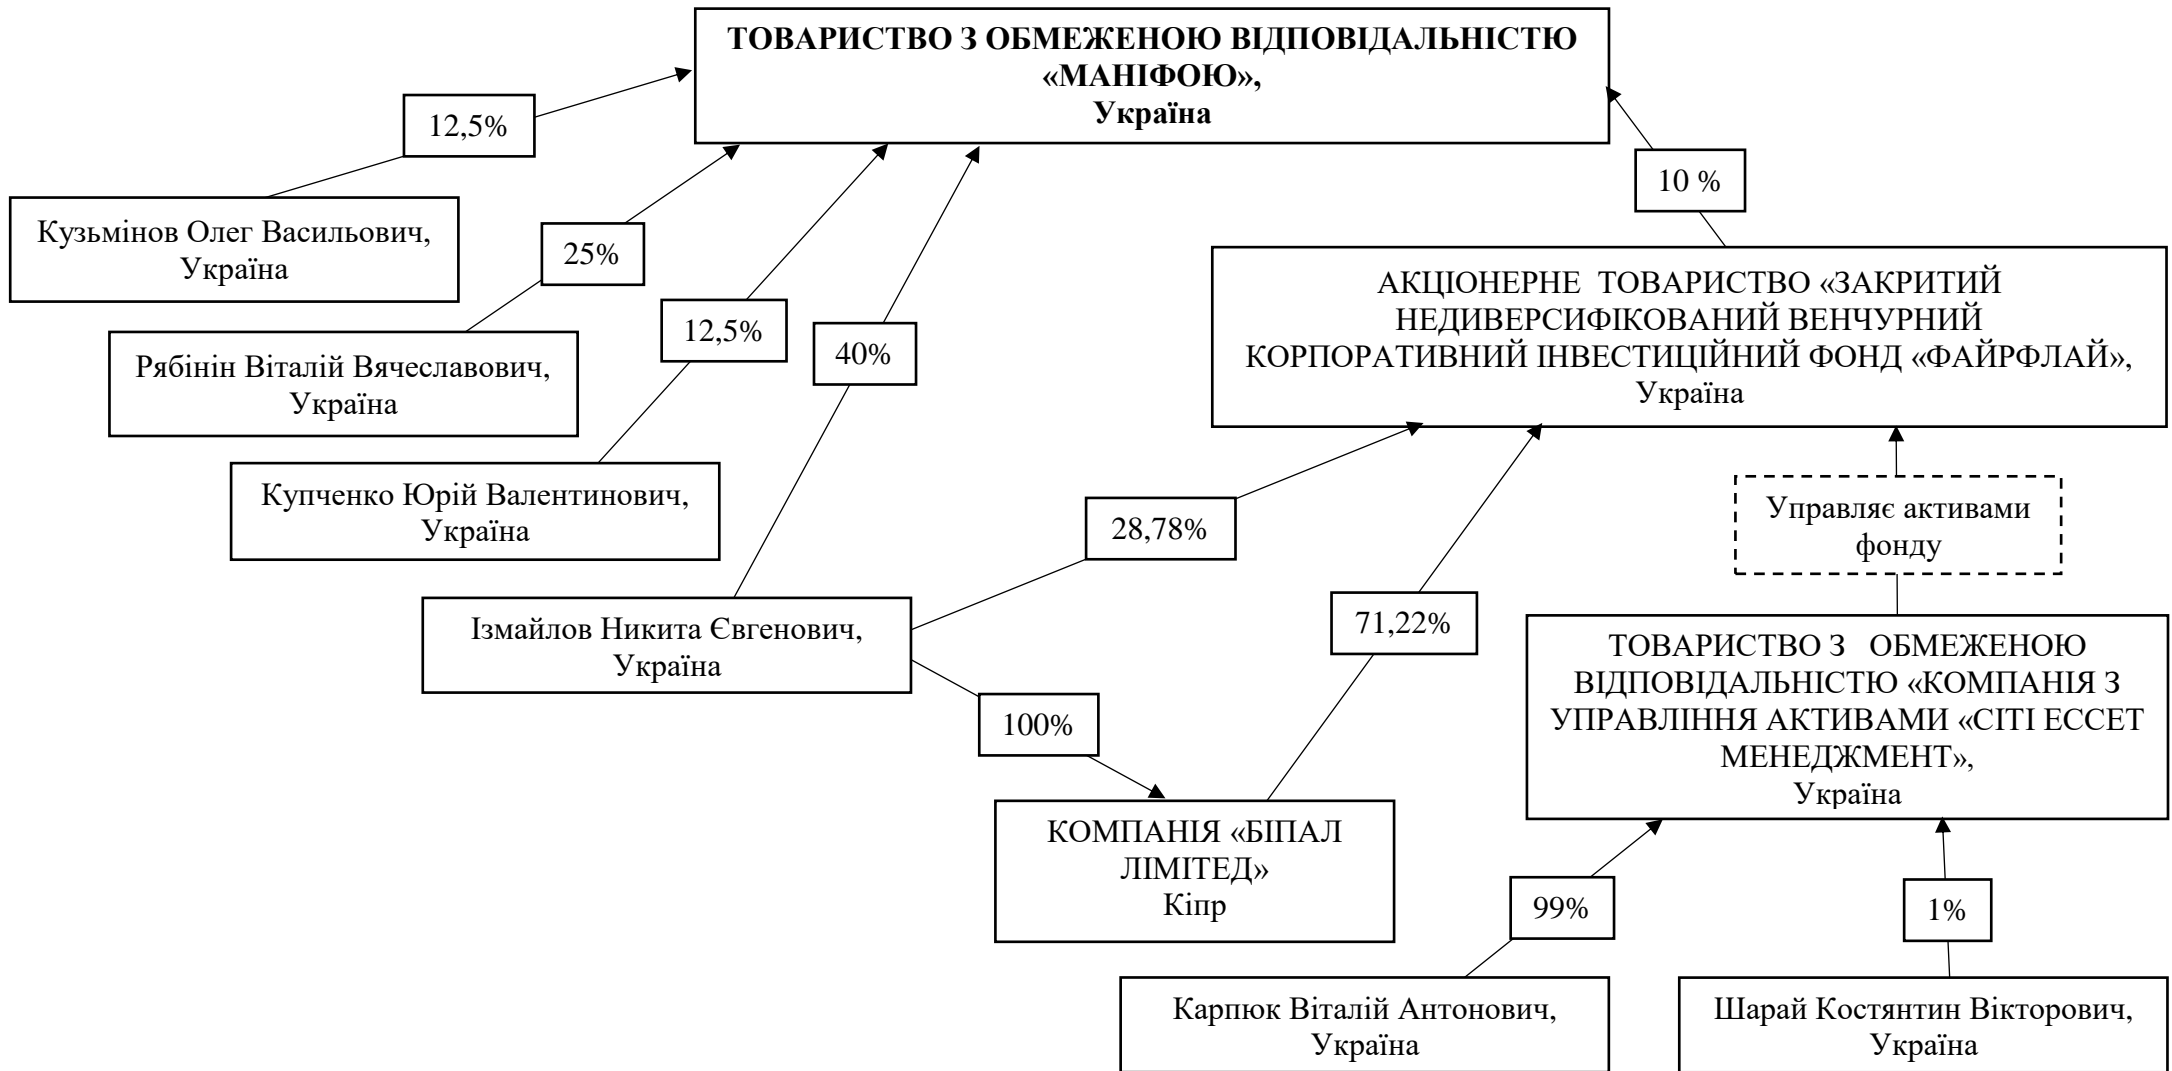 ТОВАРИСТВО З ОБМЕЖЕНОЮ ВІДПОВІДАЛЬНІСТЮ
«МАНІФОЮ»,
Україна
12,5%
10 %
Кузьмінов Олег Васильович,
Україна
25%
АКЦІОНЕРНЕ ТОВАРИСТВО «ЗАКРИТИЙ
НЕДИВЕРСИФІКОВАНИЙ ВЕНЧУРНИЙ
КОРПОРАТИВНИЙ ІНВЕСТИЦІЙНИЙ ФОНД «ФАЙРФЛАЙ»,
Україна
12,5%
40%
Рябінін Віталій Вячеславович,
Україна
Купченко Юрій Валентинович,
Україна
28,78%
Управляє активами
фонду
Ізмайлов Никита Євгенович,
Україна
71,22%
ТОВАРИСТВО З ОБМЕЖЕНОЮ
ВІДПОВІДАЛЬНІСТЮ «КОМПАНІЯ З
УПРАВЛІННЯ АКТИВАМИ «СІТІ ЕССЕТ
МЕНЕДЖМЕНТ»,
Україна
100%
КОМПАНІЯ «БІПАЛ
ЛІМІТЕД»
Кіпр
99%
1%
Карпюк Віталій Антонович,
Україна
Шарай Костянтин Вікторович,
Україна